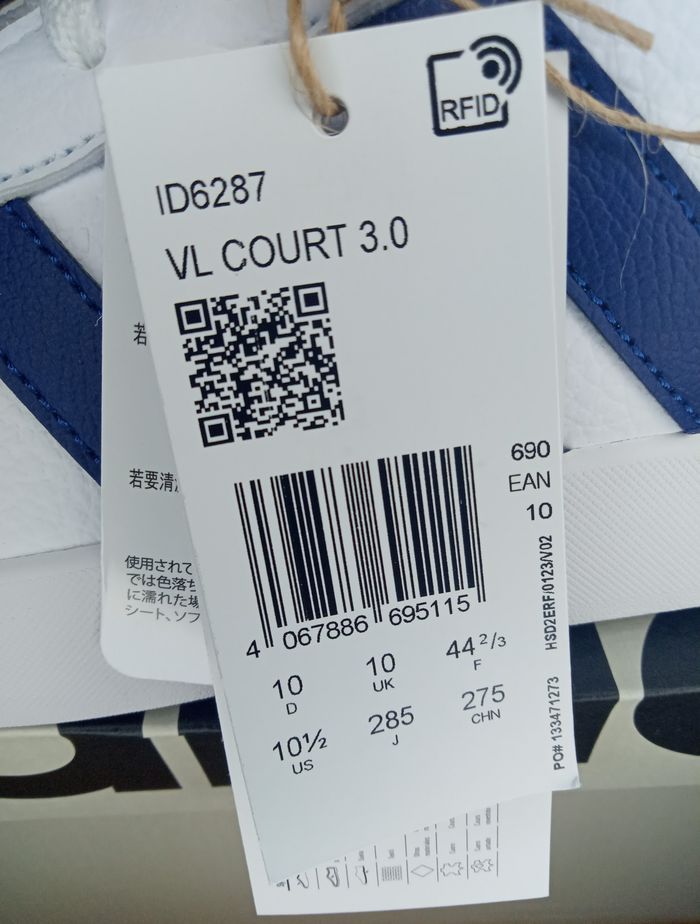 RFID
ID6287
VL COURT 3.0
若
若要清
690
EAN
10
使用されて
では色落
に濡れた場
シート、ソフ
4 067886 695115
10 10 44 2/3
D UK F
10½ 285 275
US J CHN
PO# 133471273 HSD2ERF/0123/V02